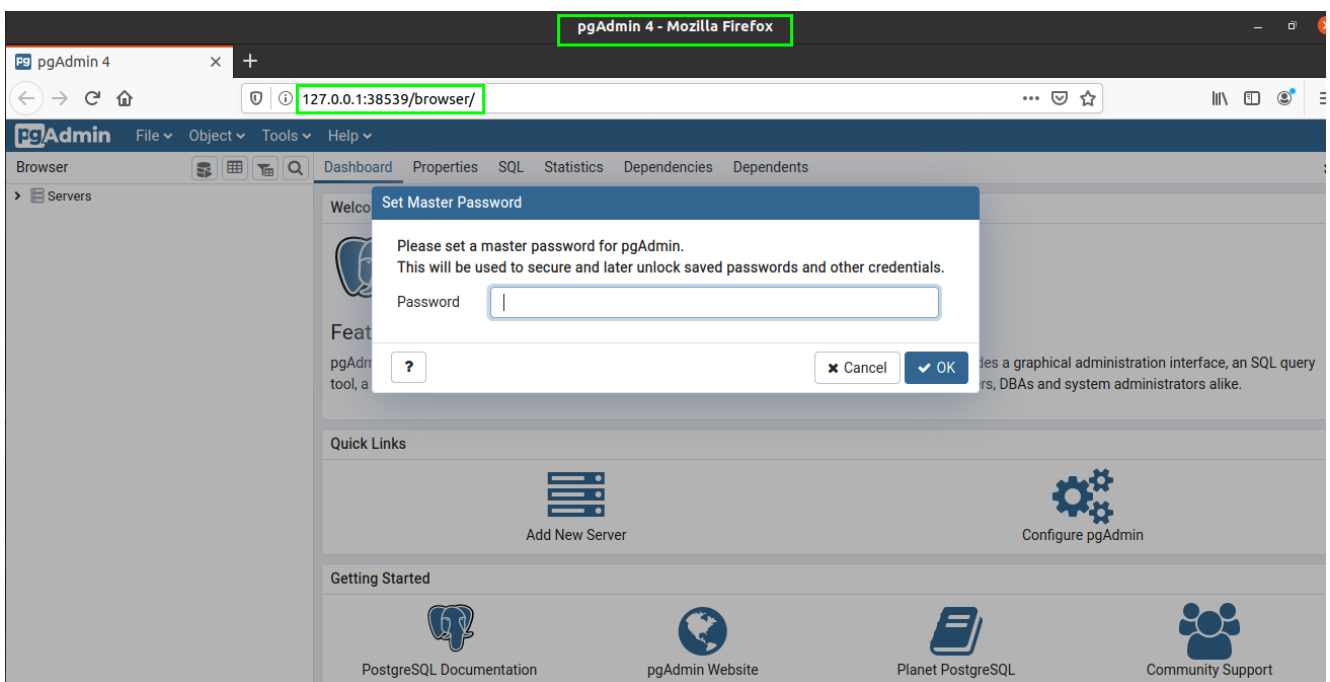 pgAdmin 4 - Mozilla Firefox
pgAdmin 4
127.0.0.1:38539/browser/
pgAdmin File Object Tools Help
Browser Dashboard Properties SQL Statistics Dependencies Dependents
Servers
Welco
Set Master Password
Please set a master password for pgAdmin.
This will be used to secure and later unlock saved passwords and other credentials.
Password
Feat
pgAdm des a graphical administration interface, an SQL query
tool, a rs, DBAs and system administrators alike.
? Cancel OK
Quick Links
Add New Server Configure pgAdmin
Getting Started
PostgreSQL Documentation pgAdmin Website Planet PostgreSQL Community Support